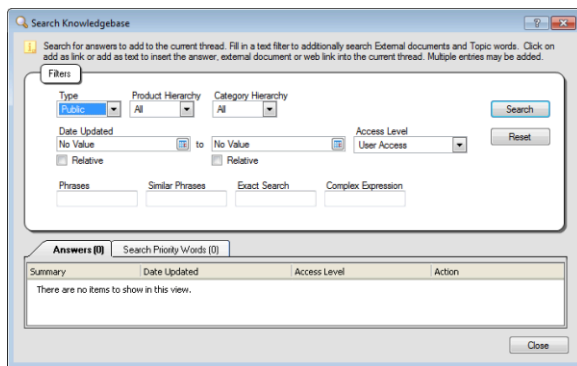 Search Knowledgebase
Search for answers to add to the current thread. Fill in a text filter to additionally search External documents and Topic words. Click on
add as link or add as text to insert the answer, external document or web link into the current thread. Multiple entries may be added.
Filters
Type Product Hierarchy Category Hierarchy
Public All All Search
Date Updated Access Level
No Value to No Value User Access Reset
Relative Relative
Phrases Similar Phrases Exact Search Complex Expression
Answers (0) Search Priority Words (0)
Summary Date Updated Access Level Action
There are no items to show in this view.
Close